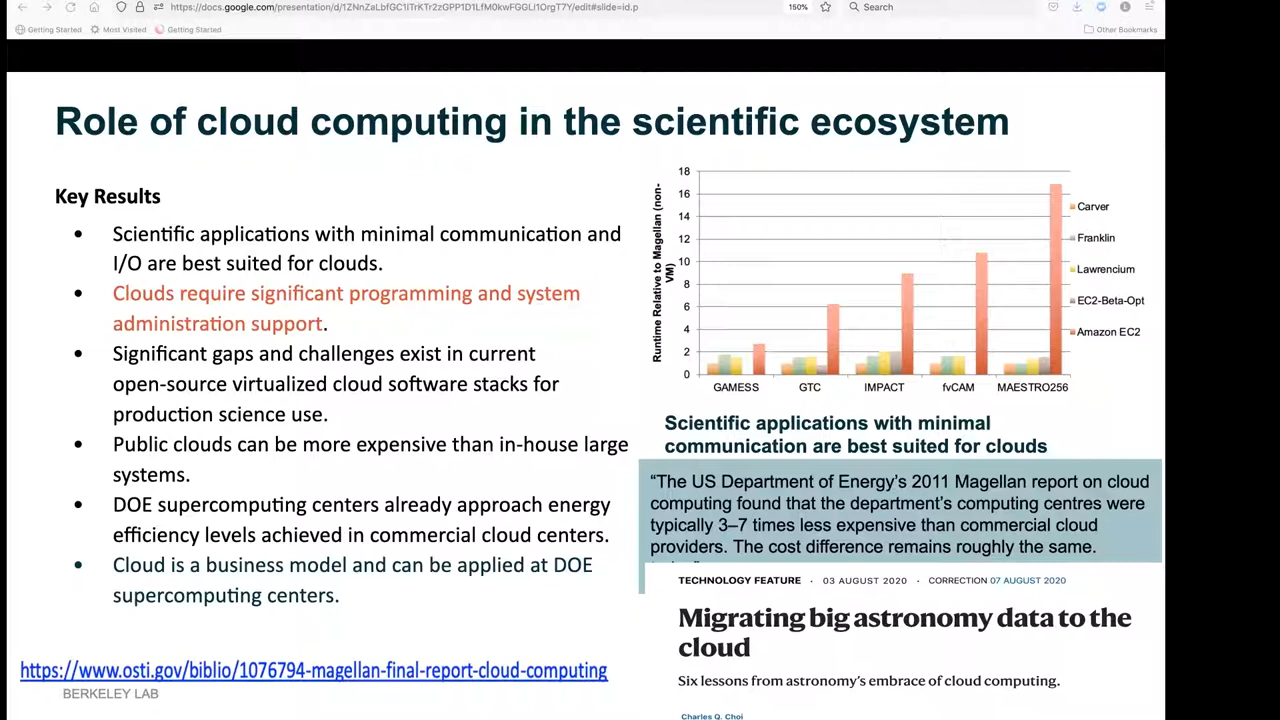 https://docs.google.com/presentation/d/1ZNnZaLbfGC1ITrKTr2zGPP1D1LfM0kwFGGLl1OrgT7Y/edit#slide=id.p
150%
Search
Getting Started
Most Visited
Getting Started
Other Bookmarks
Role of cloud computing in the scientific ecosystem
Key Results
• Scientific applications with minimal communication and
I/O are best suited for clouds.
• Clouds require significant programming and system
administration support.
• Significant gaps and challenges exist in current
open-source virtualized cloud software stacks for
production science use.
• Public clouds can be more expensive than in-house large
systems.
• DOE supercomputing centers already approach energy
efficiency levels achieved in commercial cloud centers.
• Cloud is a business model and can be applied at DOE
supercomputing centers.
https://www.osti.gov/biblio/1076794-magellan-final-report-cloud-computing
BERKELEY LAB
Runtime Relative to Magellan (non-
VM)
18
16
14
12
10
8
6
4
2
0
GAMESS
GTC
IMPACT
fvCAM
MAESTRO256
Carver
Franklin
Lawrencium
EC2-Beta-Opt
Amazon EC2
Scientific applications with minimal
communication are best suited for clouds
“The US Department of Energy’s 2011 Magellan report on cloud
computing found that the department’s computing centres were
typically 3–7 times less expensive than commercial cloud
providers. The cost difference remains roughly the same.
TECHNOLOGY FEATURE · 03 AUGUST 2020 · CORRECTION 07 AUGUST 2020
Migrating big astronomy data to the
cloud
Six lessons from astronomy’s embrace of cloud computing.
Charles Q. Choi